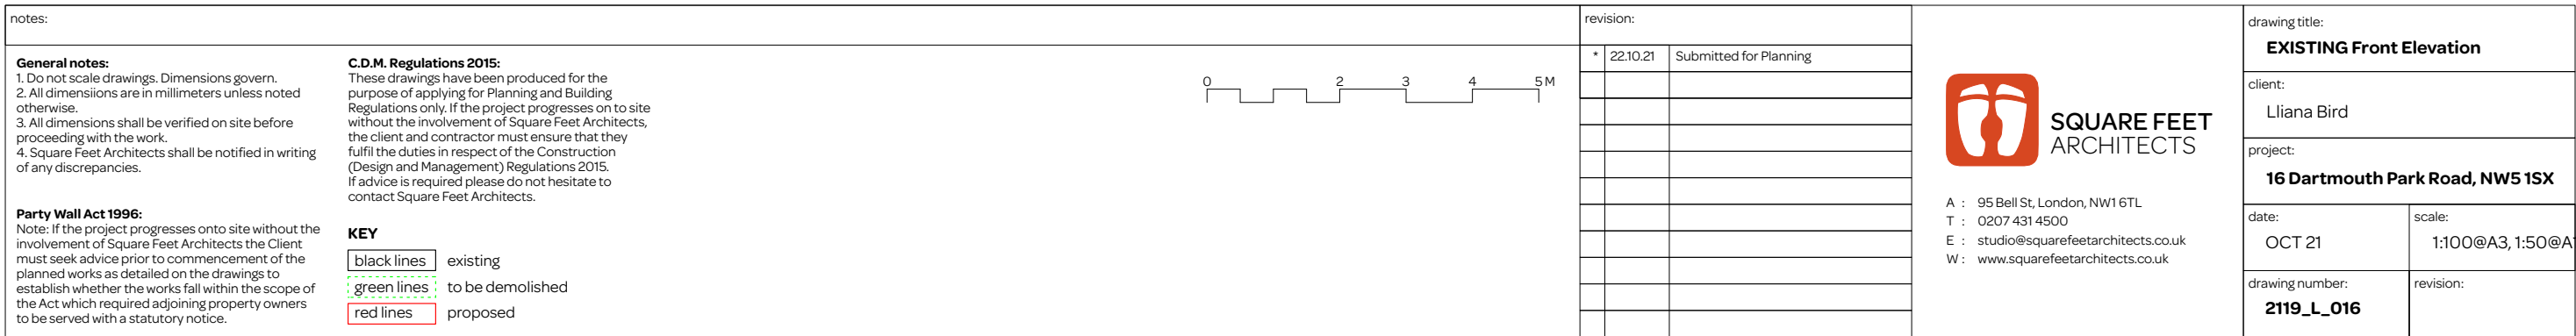 notes:
General notes:
1. Do not scale drawings. Dimensions govern.
2. All dimensiions are in millimeters unless noted
otherwise.
3. All dimensions shall be verified on site before
proceeding with the work.
4. Square Feet Architects shall be notified in writing
of any discrepancies.
Party Wall Act 1996:
Note: If the project progresses onto site without the
involvement of Square Feet Architects the Client
must seek advice prior to commencement of the
planned works as detailed on the drawings to
establish whether the works fall within the scope of
the Act which required adjoining property owners
to be served with a statutory notice.
C.D.M. Regulations 2015:
These drawings have been produced for the
purpose of applying for Planning and Building
Regulations only. If the project progresses on to site
without the involvement of Square Feet Architects,
the client and contractor must ensure that they
fulfil the duties in respect of the Construction
(Design and Management) Regulations 2015.
If advice is required please do not hesitate to
contact Square Feet Architects.
KEY
black lines existing
green lines to be demolished
red lines proposed
0 2 3 4 5 M
revision:
* 22.10.21 Submitted for Planning
SQUARE FEET
ARCHITECTS
A : 95 Bell St, London, NW1 6TL
T : 0207 431 4500
E : studio@squarefeetarchitects.co.uk
W : www.squarefeetarchitects.co.uk
drawing title:
EXISTING Front Elevation
client:
Lliana Bird
project:
16 Dartmouth Park Road, NW5 1SX
date:
OCT 21
scale:
1:100@A3, 1:50@A1
drawing number:
2119_L_016
revision: